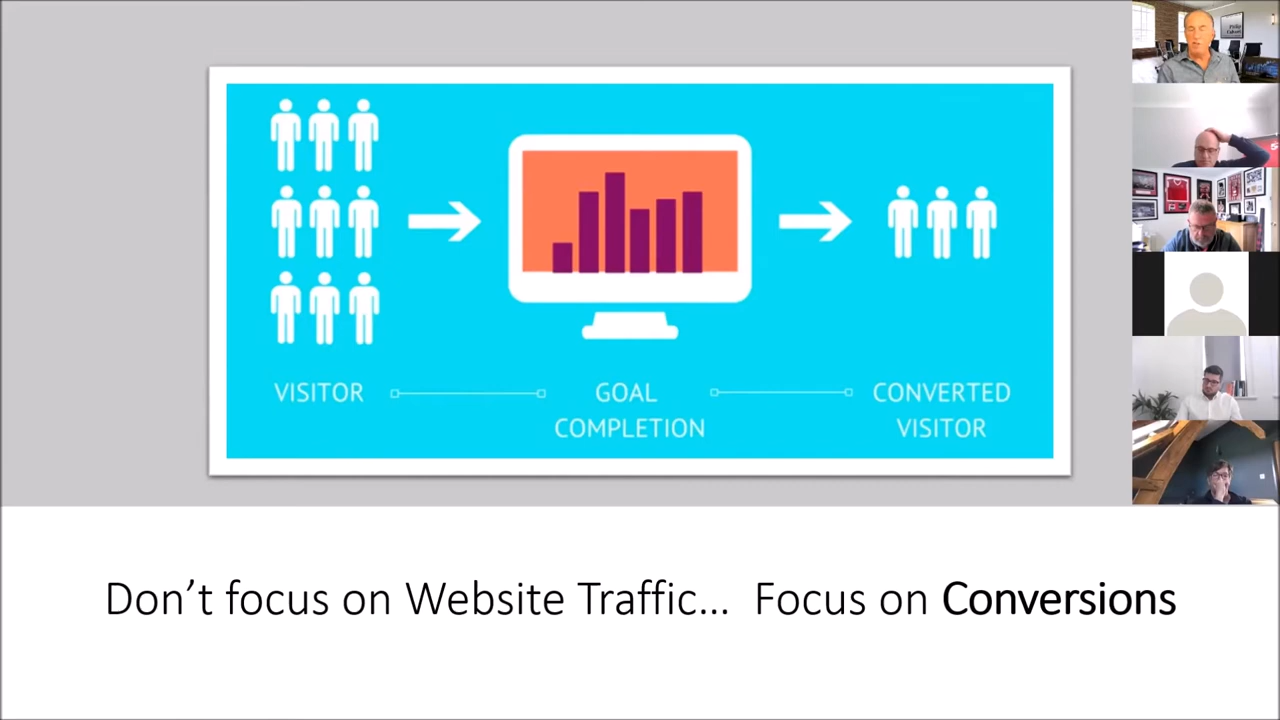 VISITOR
GOAL
COMPLETION
CONVERTED
VISITOR
Don’t focus on Website Traffic… Focus on Conversions